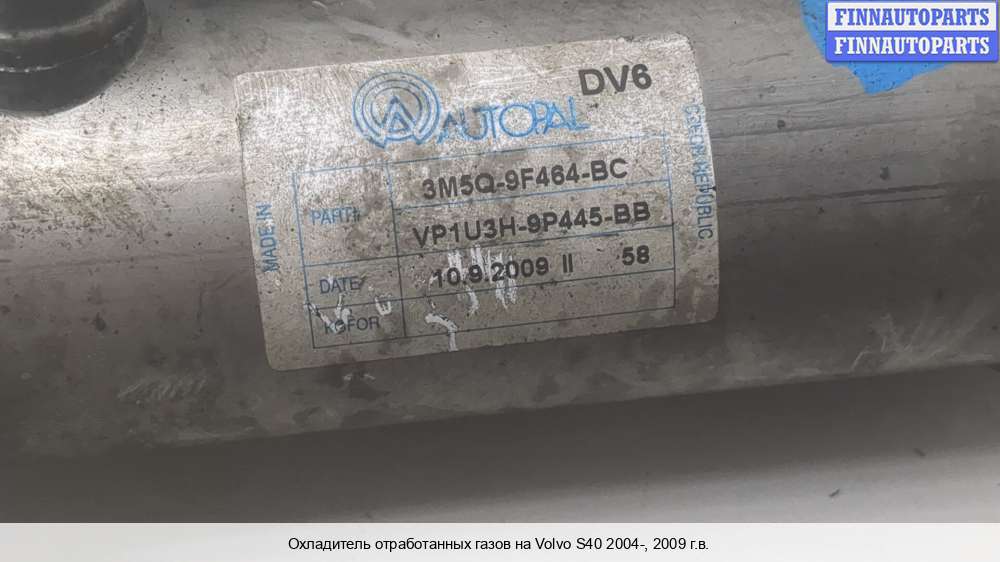 FINNAUTOPARTS
FINNAUTOPARTS
DV6
AUTOPAL
MADE IN
CZECH REPUBLIC
PART#
3M5Q-9F464-BC
VP1U3H-9P445-BB
DATE
10.9.2009 II 58
KGFOR
Охладитель отработанных газов на Volvo S40 2004-, 2009 г.в.